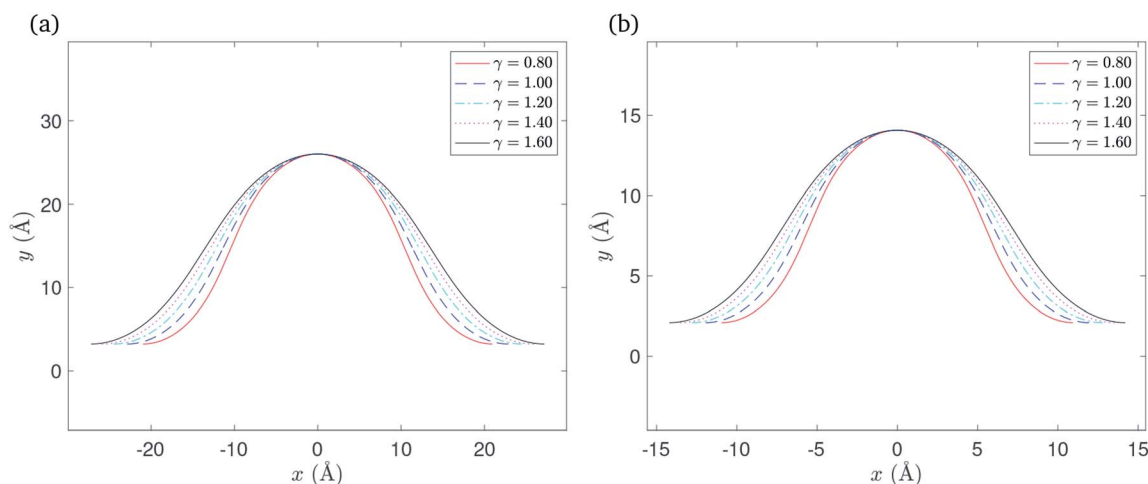 (a)
γ = 0.80
γ = 1.00
γ = 1.20
γ = 1.40
γ = 1.60
30
20
10
0
y (Å)
-20 -10 0 10 20
x (Å)
(b)
γ = 0.80
γ = 1.00
γ = 1.20
γ = 1.40
γ = 1.60
15
10
5
0
y (Å)
-15 -10 -5 0 5 10 15
x (Å)